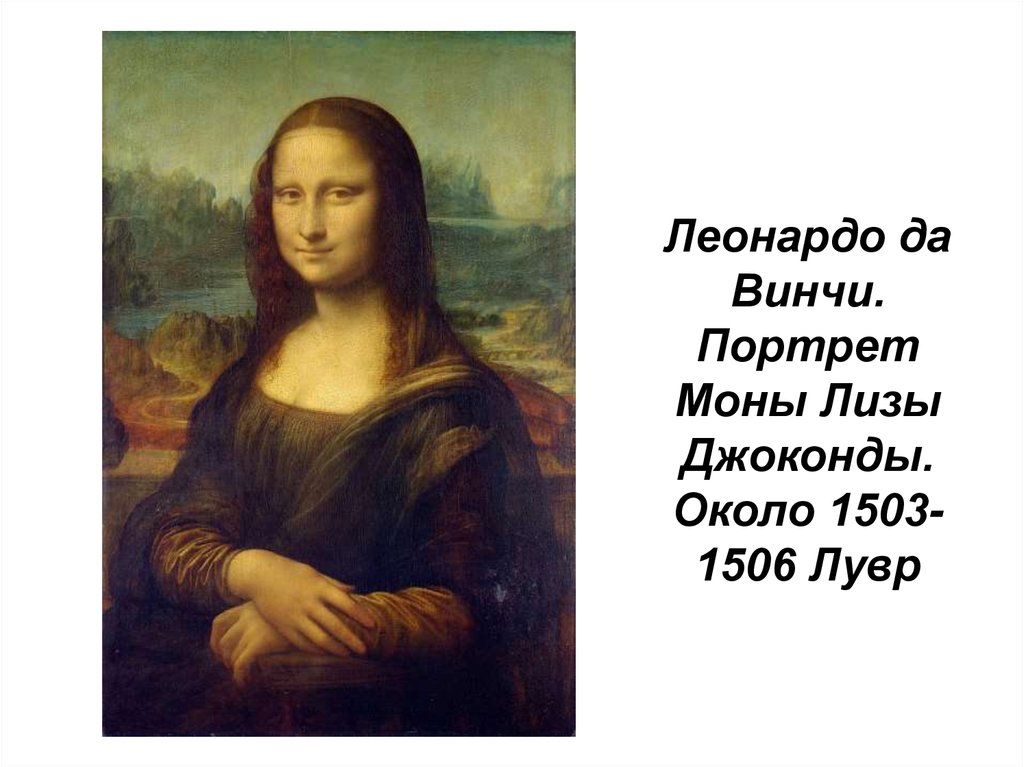 Леонардо да
Винчи.
Портрет
Моны Лизы
Джоконды.
Около 1503-
1506 Лувр